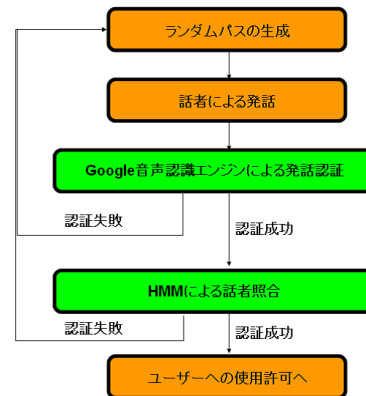 ランダムパスの生成
話者による発話
Google音声認識エンジンによる発話認証
認証失敗
認証成功
HMMによる話者照合
認証失敗
認証成功
ユーザーへの使用許可へ